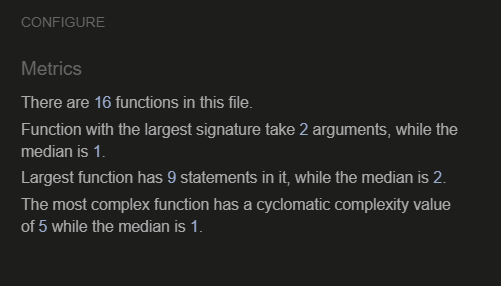 CONFIGURE
Metrics
There are 16 functions in this file.
Function with the largest signature take 2 arguments, while the
median is 1.
Largest function has 9 statements in it, while the median is 2.
The most complex function has a cyclomatic complexity value
of 5 while the median is 1.